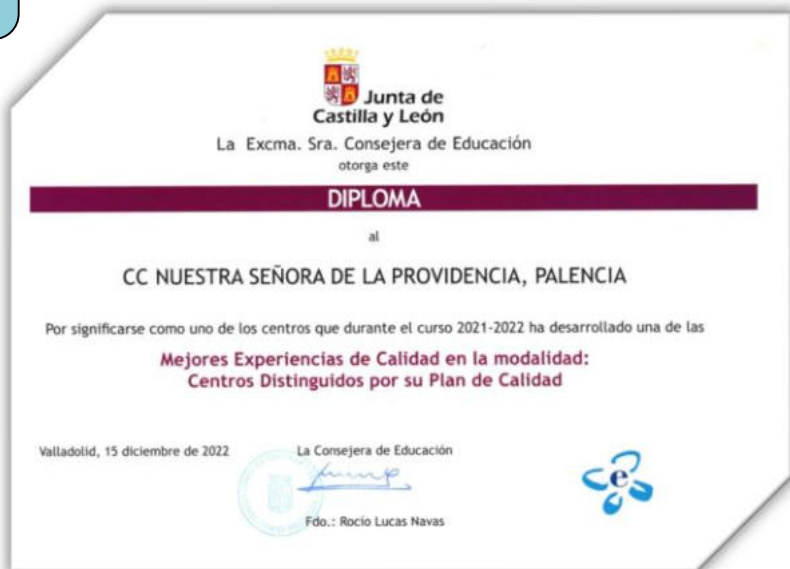 Junta de
Castilla y León
La Excma. Sra. Consejera de Educación
otorga este
DIPLOMA
al
CC NUESTRA SEÑORA DE LA PROVIDENCIA, PALENCIA
Por significarse como uno de los centros que durante el curso 2021-2022 ha desarrollado una de las
Mejores Experiencias de Calidad en la modalidad:
Centros Distinguidos por su Plan de Calidad
Valladolid, 15 diciembre de 2022
La Consejera de Educación
Fdo.: Rocío Lucas Navas
e